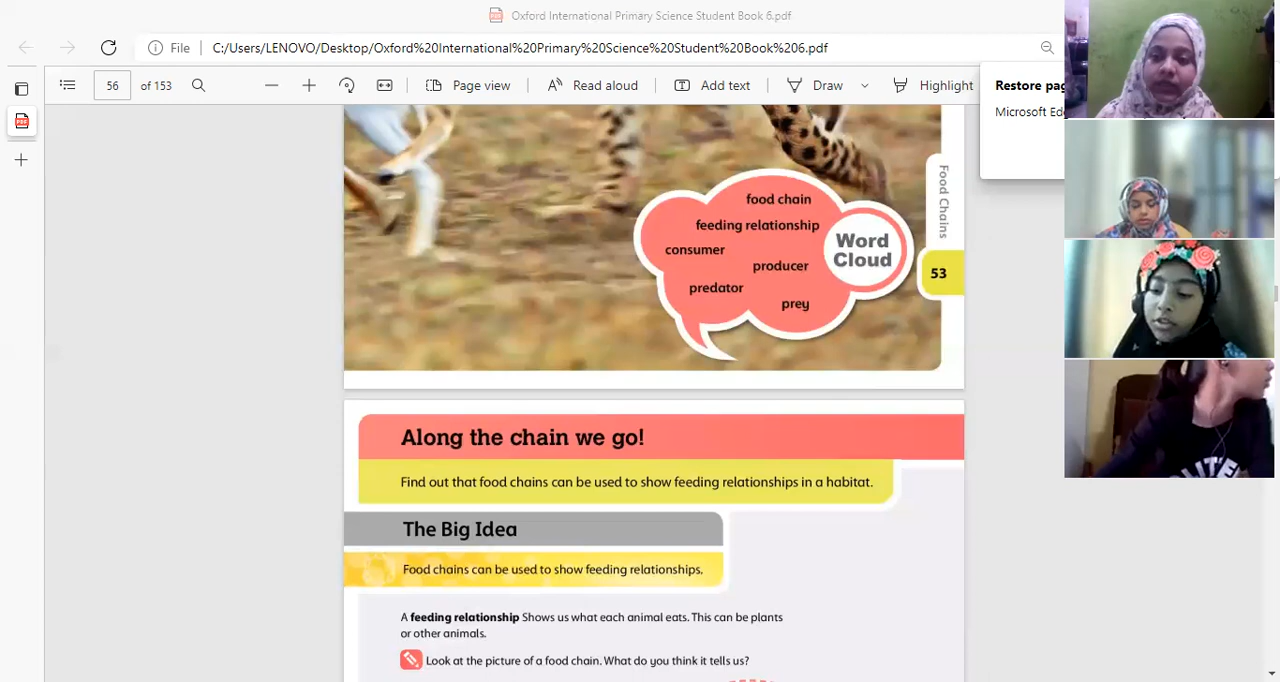 Oxford International Primary Science Student Book 6.pdf
File
C:/Users/LENOVO/Desktop/Oxford%20International%20Primary%20Science%20Student%20Book%206.pdf
56 of 153
Page view
Read aloud
Add text
Draw
Highlight
Restore pag
Microsoft Ed
food chain
feeding relationship
consumer
producer
predator
prey
Word
Cloud
Food Chains
53
Along the chain we go!
Find out that food chains can be used to show feeding relationships in a habitat.
The Big Idea
Food chains can be used to show feeding relationships.
A feeding relationship Shows us what each animal eats. This can be plants
or other animals.
Look at the picture of a food chain. What do you think it tells us?